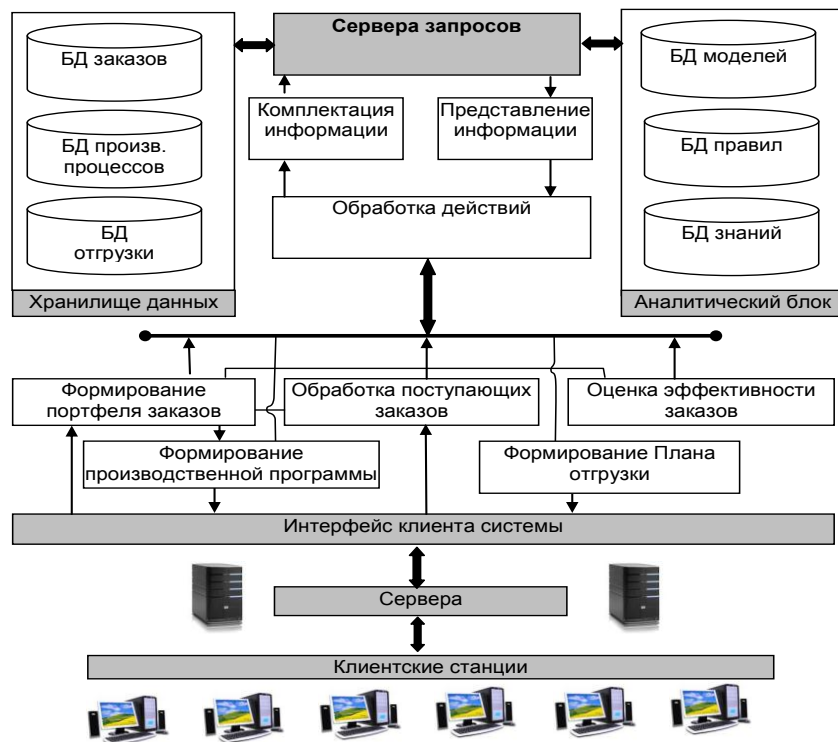 Сервера запросов
БД заказов
БД произв.
процессов
БД
отгрузки
Хранилище данных
Комплектация
информации
Представление
информации
Обработка действий
БД моделей
БД правил
БД знаний
Аналитический блок
Формирование
портфеля заказов
Обработка поступающих
заказов
Оценка эффективности
заказов
Формирование
производственной программы
Формирование Плана
отгрузки
Интерфейс клиента системы
Сервера
Клиентские станции